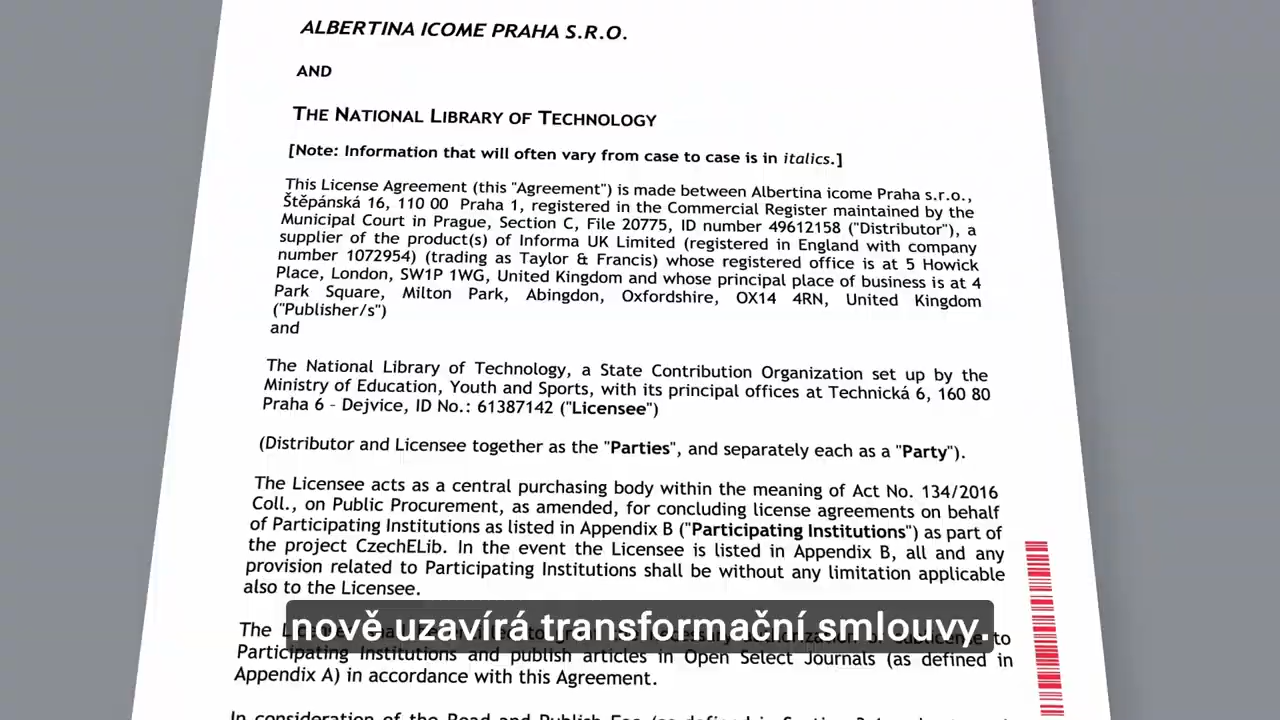 ALBERTINA ICOME PRAHA S.R.O.
AND
THE NATIONAL LIBRARY OF TECHNOLOGY
[Note: Information that will often vary from case to case is in italics.]
This License Agreement (this "Agreement") is made between Albertina icome Praha s.r.o.,
Štěpánská 16, 110 00 Praha 1, registered in the Commercial Register maintained by the
Municipal Court in Prague, Section C, File 20775, ID number 49612158 ("Distributor"), a
supplier of the product(s) of Informa UK Limited (registered in England with company
number 1072954) (trading as Taylor & Francis) whose registered office is at 5 Howick
Place, London, SW1P 1WG, United Kingdom and whose principal place of business is at 4
Park Square, Milton Park, Abingdon, Oxfordshire, OX14 4RN, United Kingdom
("Publisher/s")
and
The National Library of Technology, a State Contribution Organization set up by the
Ministry of Education, Youth and Sports, with its principal offices at Technická 6, 160 80
Praha 6 – Dejvice, ID No.: 61387142 ("Licensee")
(Distributor and Licensee together as the "Parties", and separately each as a "Party").
The Licensee acts as a central purchasing body within the meaning of Act No. 134/2016
Coll., on Public Procurement, as amended, for concluding license agreements on behalf
of Participating Institutions as listed in Appendix B ("Participating Institutions") as part of
the project CzechELib. In the event the Licensee is listed in Appendix B, all and any
provision related to Participating Institutions shall be without any limitation applicable
also to the Licensee.
nově uzavírá transformační smlouvy.
The to
Participating Institutions and publish articles in Open Select Journals (as defined in
Appendix A) in accordance with this Agreement.
In consideration of the Read and Publish Fee